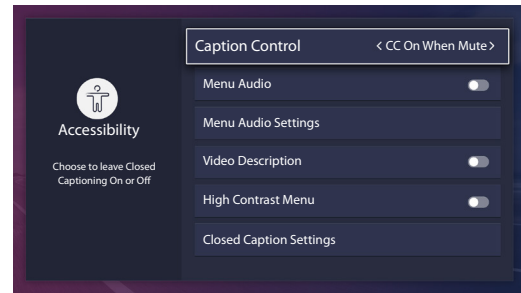 Caption Control
< CC On When Mute >
Menu Audio
Accessibility
Menu Audio Settings
Choose to leave Closed
Captioning On or Off
Video Description
High Contrast Menu
Closed Caption Settings